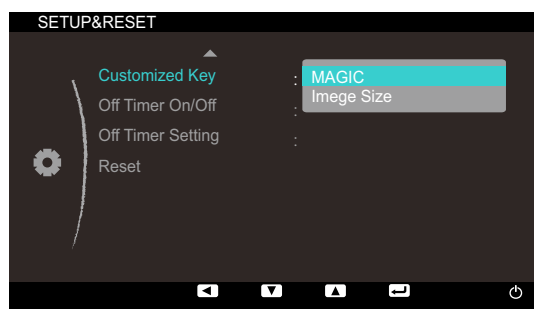 SETUP&RESET
Customized Key : MAGIC
Imege Size
Off Timer On/Off :
Off Timer Setting :
Reset